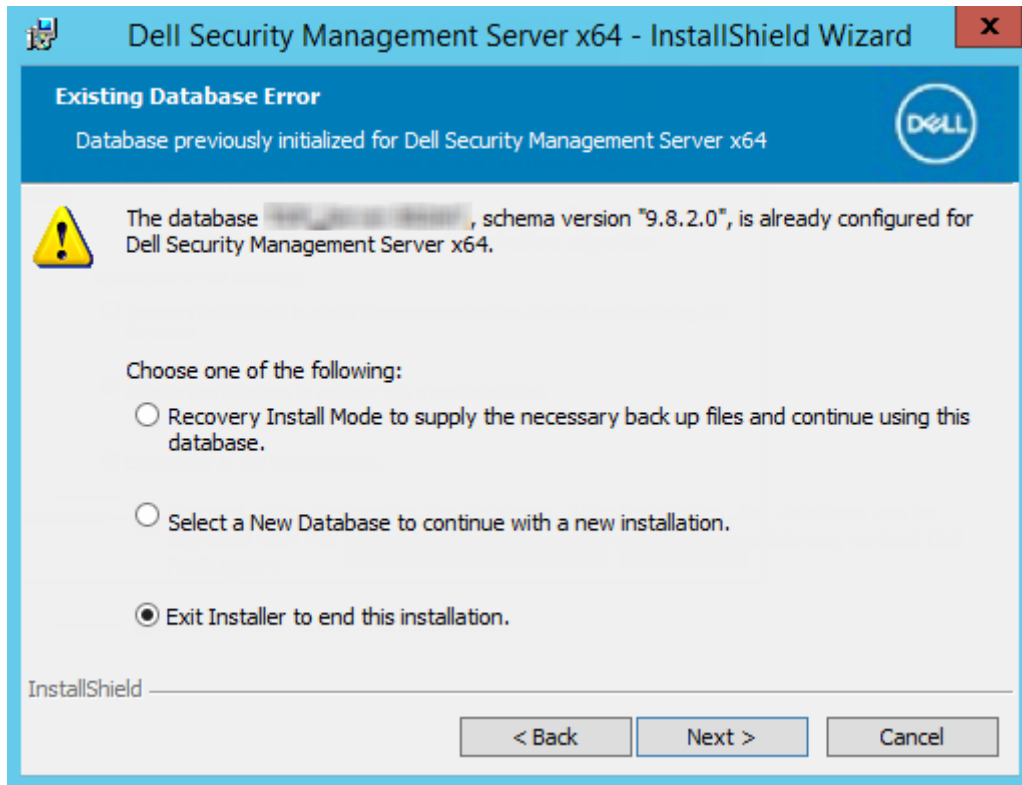 Dell Security Management Server x64 - InstallShield Wizard
x
Existing Database Error
Database previously initialized for Dell Security Management Server x64
DELL
The database , schema version "9.8.2.0", is already configured for
Dell Security Management Server x64.
Choose one of the following:
Recovery Install Mode to supply the necessary back up files and continue using this
database.
Select a New Database to continue with a new installation.
Exit Installer to end this installation.
InstallShield
< Back
Next >
Cancel